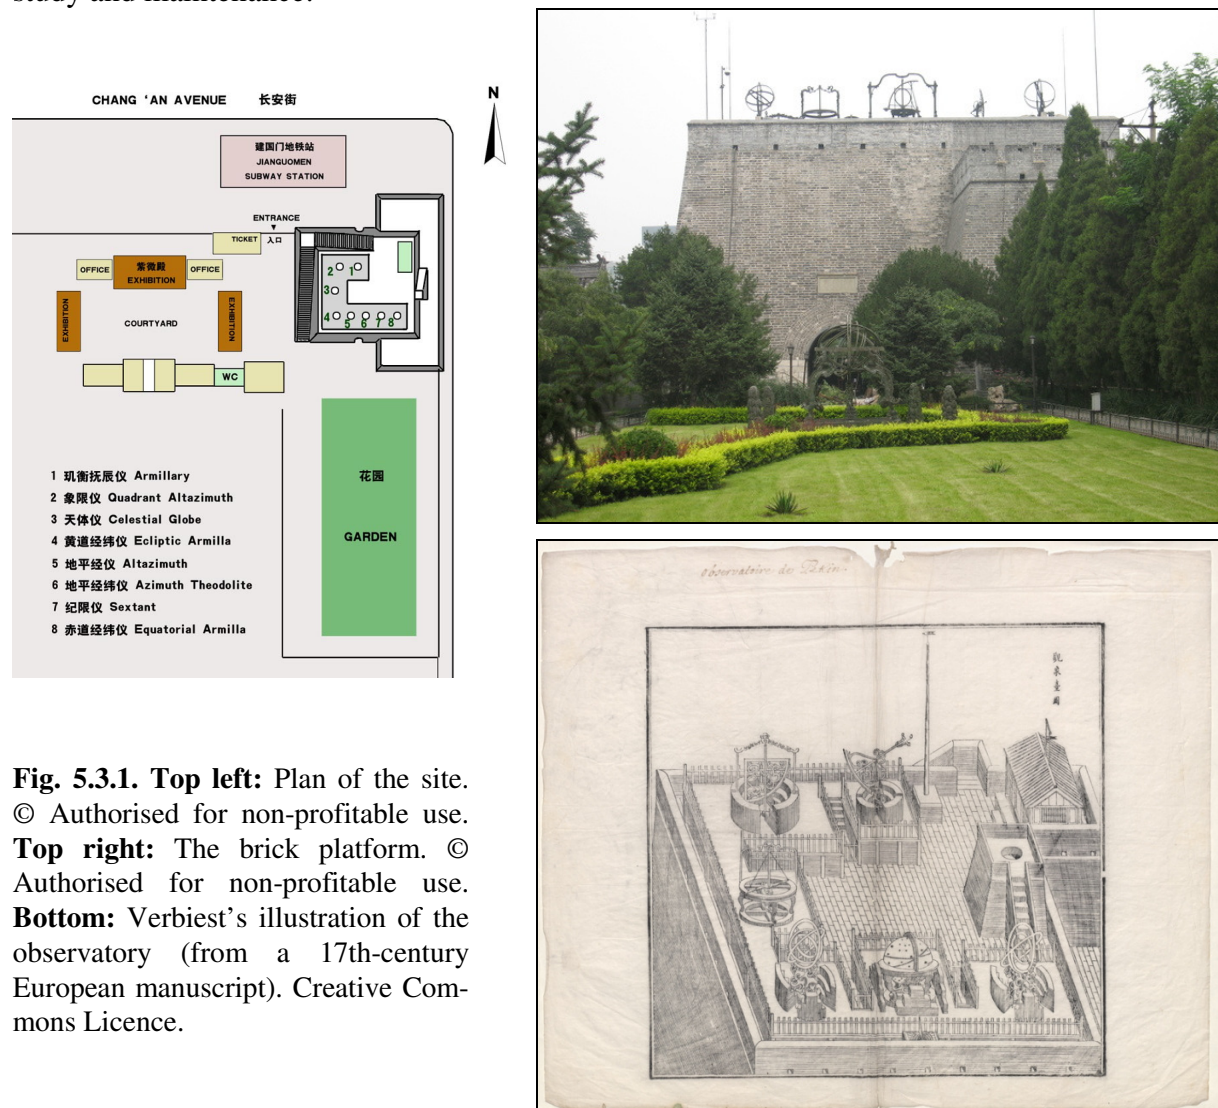 study and maintenance.
CHANG 'AN AVENUE 长安街
N
建国门地铁站
JIANGUOMEN
SUBWAY STATION
ENTRANCE
TICKET 入口
OFFICE
紫微殿
EXHIBITION
OFFICE
EXHIBITION
COURTYARD
EXHIBITION
WC
2 1
3
4 5 6 7 8
1 玑衡抚辰仪 Armillary
2 象限仪 Quadrant Altazimuth
3 天体仪 Celestial Globe
4 黄道经纬仪 Ecliptic Armilla
5 地平经仪 Altazimuth
6 地平经纬仪 Azimuth Theodolite
7 纪限仪 Sextant
8 赤道经纬仪 Equatorial Armilla
花园
GARDEN
Fig. 5.3.1. Top left: Plan of the site.
© Authorised for non-profitable use.
Top right: The brick platform. ©
Authorised for non-profitable use.
Bottom: Verbiest's illustration of the
observatory (from a 17th-century
European manuscript). Creative Com-
mons Licence.
observatoire de Pekin
觀象臺圖